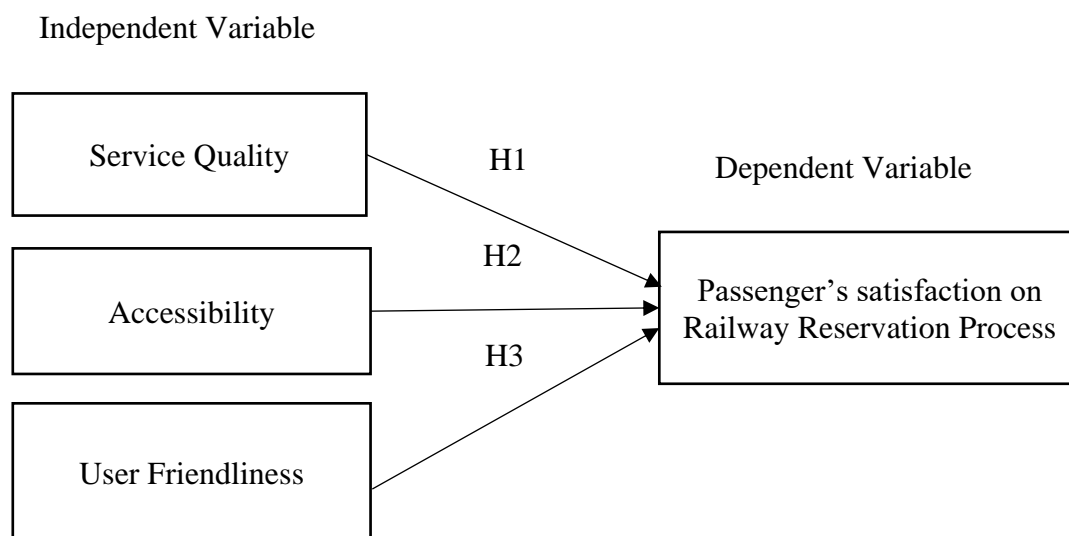 Independent Variable
Service Quality
H1
Dependent Variable
H2
Accessibility
Passenger’s satisfaction on
Railway Reservation Process
H3
User Friendliness